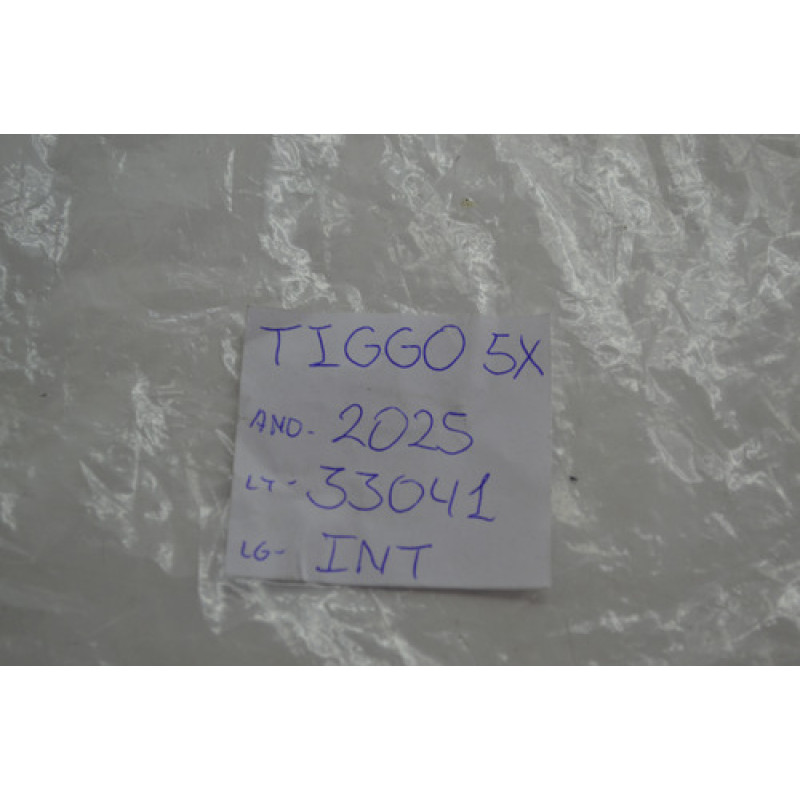 TIGGO 5X
ANO- 2025
LT- 33041
LG- INT